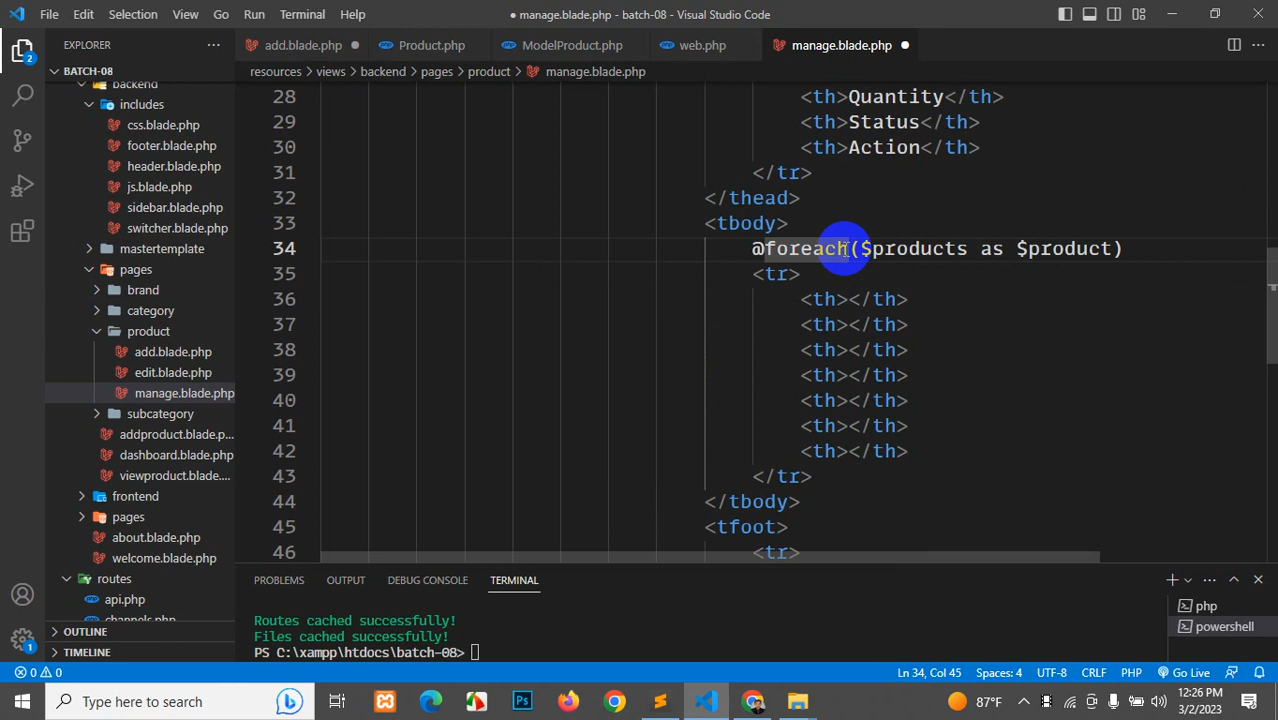 File Edit Selection View Go Run Terminal Help
● manage.blade.php - batch-08 - Visual Studio Code
EXPLORER
BATCH-08
backend
includes
css.blade.php
footer.blade.php
header.blade.php
js.blade.php
sidebar.blade.php
switcher.blade.php
mastertemplate
pages
brand
category
product
add.blade.php
edit.blade.php
manage.blade.php
subcategory
addproduct.blade.p...
dashboard.blade.php
viewproduct.blade....
frontend
pages
about.blade.php
welcome.blade.php
routes
api.php
channels.php
OUTLINE
TIMELINE
add.blade.php Product.php ModelProduct.php web.php manage.blade.php
resources > views > backend > pages > product > manage.blade.php
28 <th>Quantity</th>
29 <th>Status</th>
30 <th>Action</th>
31 </tr>
32 </thead>
33 <tbody>
34 @foreach($products as $product)
35 <tr>
36 <th></th>
37 <th></th>
38 <th></th>
39 <th></th>
40 <th></th>
41 <th></th>
42 <th></th>
43 </tr>
44 </tbody>
45 <tfoot>
46 <tr>
PROBLEMS OUTPUT DEBUG CONSOLE TERMINAL
Routes cached successfully!
Files cached successfully!
PS C:\xampp\htdocs\batch-08>
php
powershell
2
1
0 0 Ln 34, Col 45 Spaces: 4 UTF-8 CRLF PHP Go Live
Type here to search
87°F
12:26 PM
3/2/2023